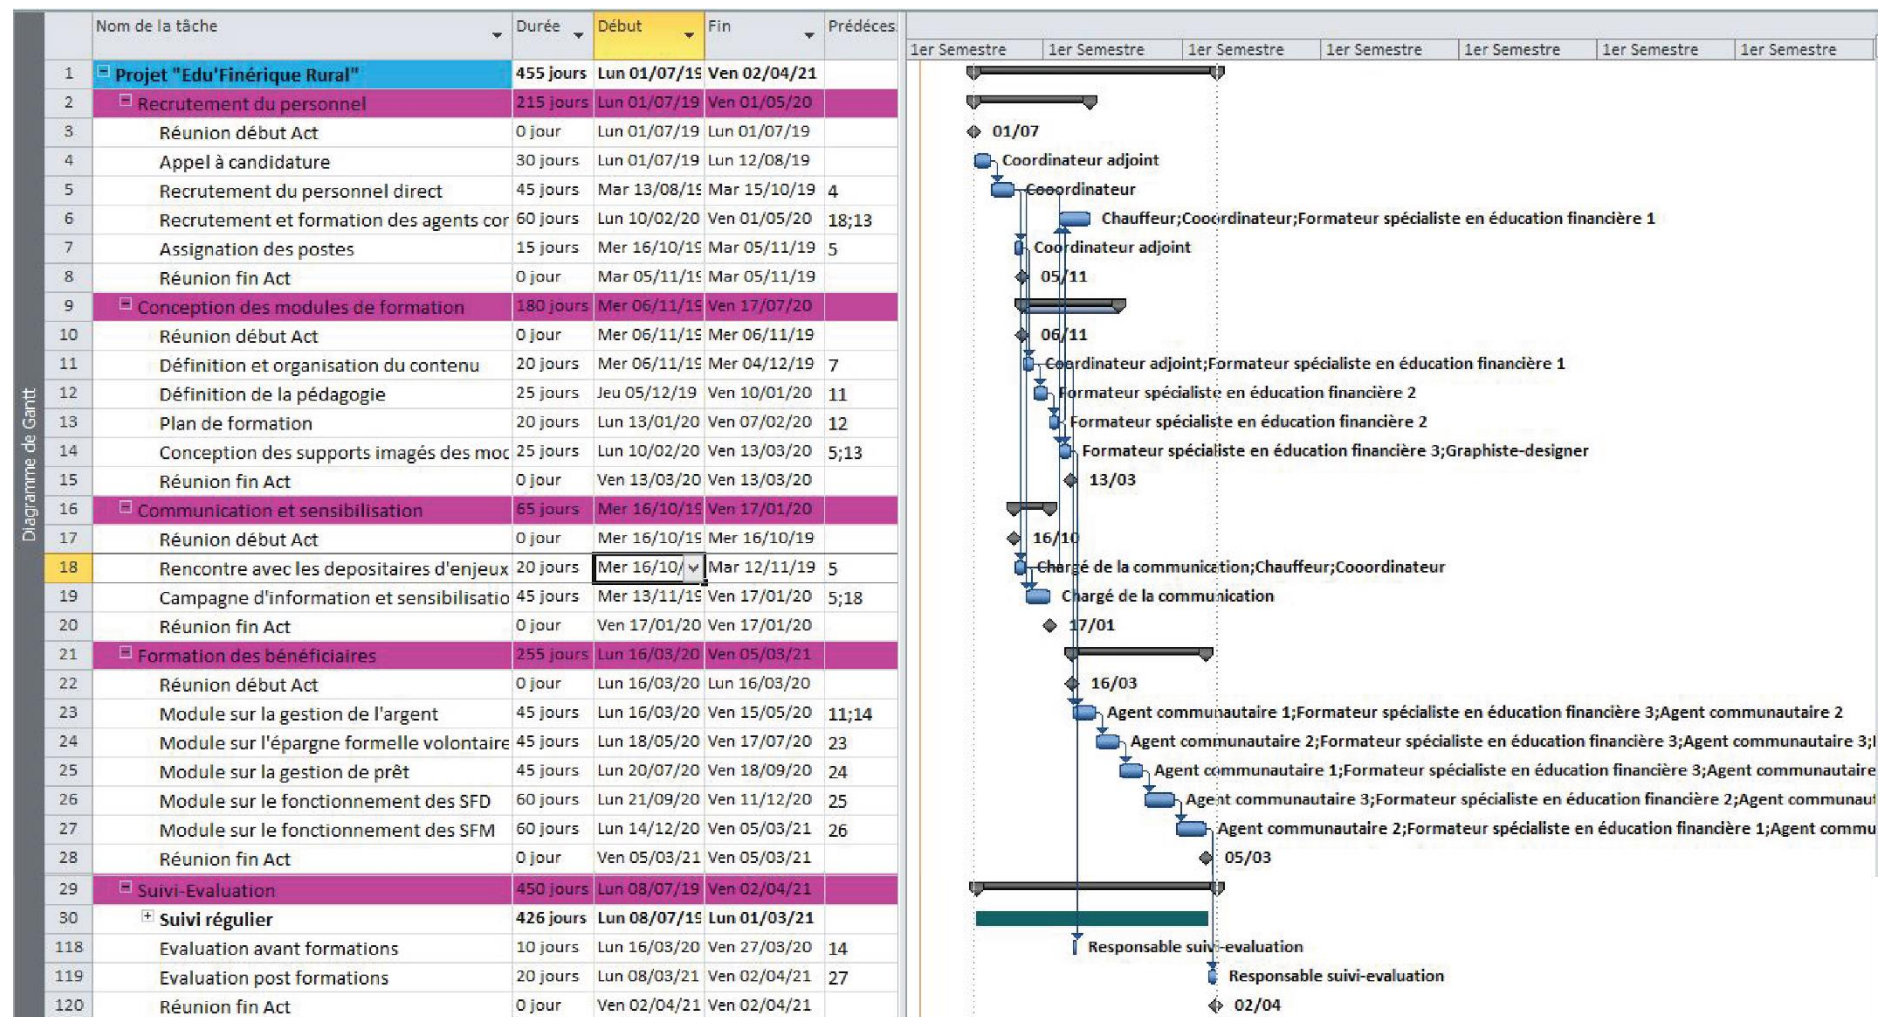 Nom de la tâche Durée Début Fin Prédéces
1er Semestre 1er Semestre 1er Semestre 1er Semestre 1er Semestre 1er Semestre 1er Semestre
Diagramme de Gantt
1 Projet "Edu'Finérique Rural" 455 jours Lun 01/07/19 Ven 02/04/21
2 Recrutement du personnel 215 jours Lun 01/07/19 Ven 01/05/20
3 Réunion début Act 0 jour Lun 01/07/19 Lun 01/07/19 01/07
4 Appel à candidature 30 jours Lun 01/07/19 Lun 12/08/19 Coordinateur adjoint
5 Recrutement du personnel direct 45 jours Mar 13/08/19 Mar 15/10/19 4 Cooordinateur
6 Recrutement et formation des agents cor 60 jours Lun 10/02/20 Ven 01/05/20 18;13 Chauffeur;Cooordinateur;Formateur spécialiste en éducation financière 1
7 Assignation des postes 15 jours Mer 16/10/19 Mar 05/11/19 5 Coordinateur adjoint
8 Réunion fin Act 0 jour Mar 05/11/19 Mar 05/11/19 05/11
9 Conception des modules de formation 180 jours Mer 06/11/19 Ven 17/07/20
10 Réunion début Act 0 jour Mer 06/11/19 Mer 06/11/19 06/11
11 Définition et organisation du contenu 20 jours Mer 06/11/19 Mer 04/12/19 7 Coordinateur adjoint;Formateur spécialiste en éducation financière 1
12 Définition de la pédagogie 25 jours Jeu 05/12/19 Ven 10/01/20 11 Formateur spécialiste en éducation financière 2
13 Plan de formation 20 jours Lun 13/01/20 Ven 07/02/20 12 Formateur spécialiste en éducation financière 2
14 Conception des supports imagés des moc 25 jours Lun 10/02/20 Ven 13/03/20 5;13 Formateur spécialiste en éducation financière 3;Graphiste-designer
15 Réunion fin Act 0 jour Ven 13/03/20 Ven 13/03/20 13/03
16 Communication et sensibilisation 65 jours Mer 16/10/19 Ven 17/01/20
17 Réunion début Act 0 jour Mer 16/10/19 Mer 16/10/19 16/10
18 Rencontre avec les depositaires d'enjeux 20 jours Mer 16/10/ Mar 12/11/19 5 Chargé de la communication;Chauffeur;Cooordinateur
19 Campagne d'information et sensibilisatio 45 jours Mer 13/11/19 Ven 17/01/20 5;18 Chargé de la communication
20 Réunion fin Act 0 jour Ven 17/01/20 Ven 17/01/20 17/01
21 Formation des bénéficiaires 255 jours Lun 16/03/20 Ven 05/03/21
22 Réunion début Act 0 jour Lun 16/03/20 Lun 16/03/20 16/03
23 Module sur la gestion de l'argent 45 jours Lun 16/03/20 Ven 15/05/20 11;14 Agent communautaire 1;Formateur spécialiste en éducation financière 3;Agent communautaire 2
24 Module sur l'épargne formelle volontaire 45 jours Lun 18/05/20 Ven 17/07/20 23 Agent communautaire 2;Formateur spécialiste en éducation financière 3;Agent communautaire 3;
25 Module sur la gestion de prêt 45 jours Lun 20/07/20 Ven 18/09/20 24 Agent communautaire 1;Formateur spécialiste en éducation financière 3;Agent communautaire
26 Module sur le fonctionnement des SFD 60 jours Lun 21/09/20 Ven 11/12/20 25 Agent communautaire 3;Formateur spécialiste en éducation financière 2;Agent communau
27 Module sur le fonctionnement des SFM 60 jours Lun 14/12/20 Ven 05/03/21 26 Agent communautaire 2;Formateur spécialiste en éducation financière 1;Agent commu
28 Réunion fin Act 0 jour Ven 05/03/21 Ven 05/03/21 05/03
29 Suivi-Evaluation 450 jours Lun 08/07/19 Ven 02/04/21
30 Suivi régulier 426 jours Lun 08/07/19 Lun 01/03/21
118 Evaluation avant formations 10 jours Lun 16/03/20 Ven 27/03/20 14 Responsable suivi-evaluation
119 Evaluation post formations 20 jours Lun 08/03/21 Ven 02/04/21 27 Responsable suivi-evaluation
120 Réunion fin Act 0 jour Ven 02/04/21 Ven 02/04/21 02/04